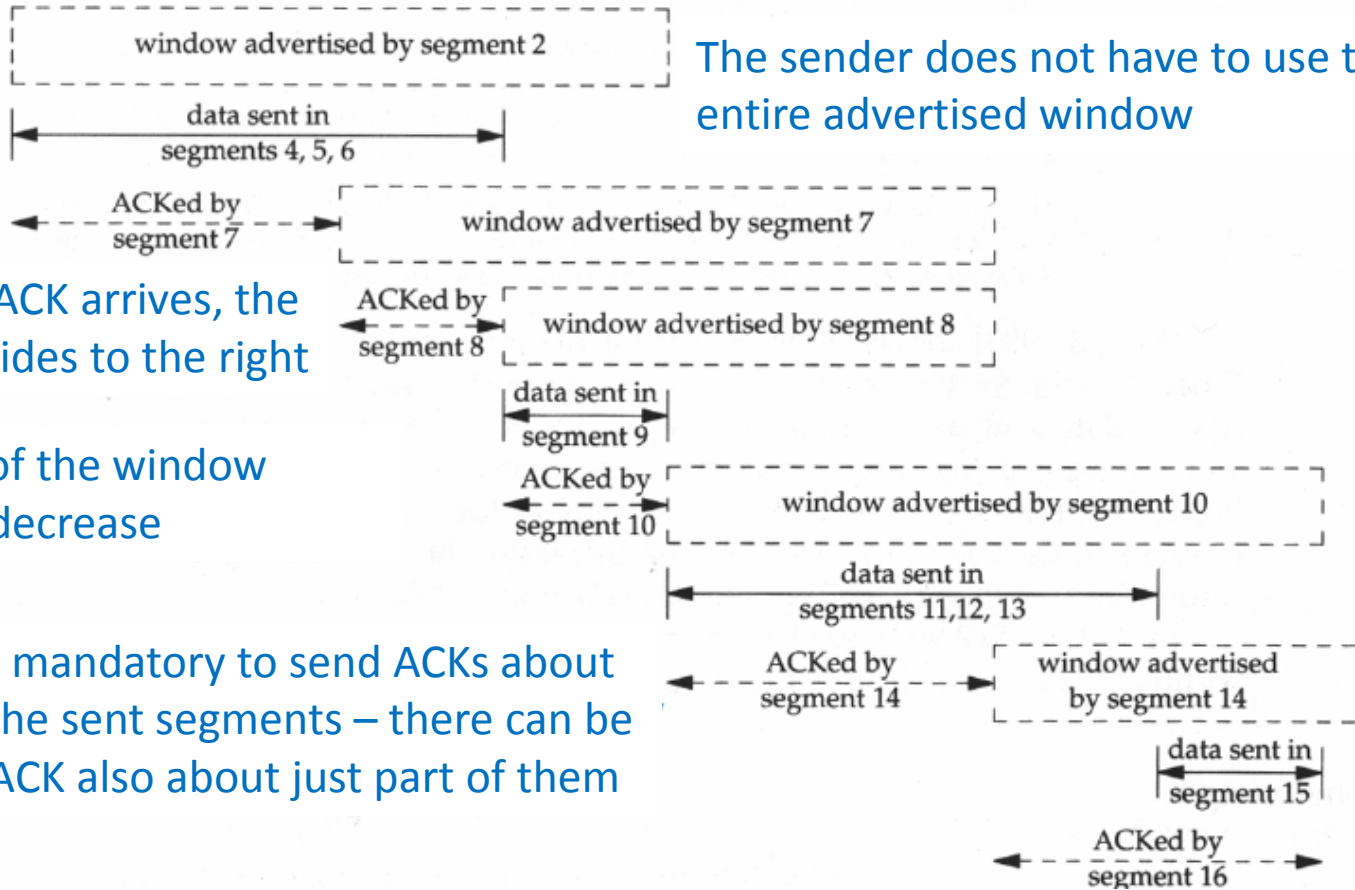 window advertised by segment 2
The sender does not have to use t
entire advertised window
data sent in
segments 4, 5, 6
ACKed by
segment 7
window advertised by segment 7
ACK arrives, the
ides to the right
ACKed by
segment 8
window advertised by segment 8
data sent in
segment 9
of the window
decrease
ACKed by
segment 10
window advertised by segment 10
data sent in
segments 11,12, 13
mandatory to send ACKs about
he sent segments – there can be
ACK also about just part of them
ACKed by
segment 14
window advertised
by segment 14
data sent in
segment 15
ACKed by
segment 16